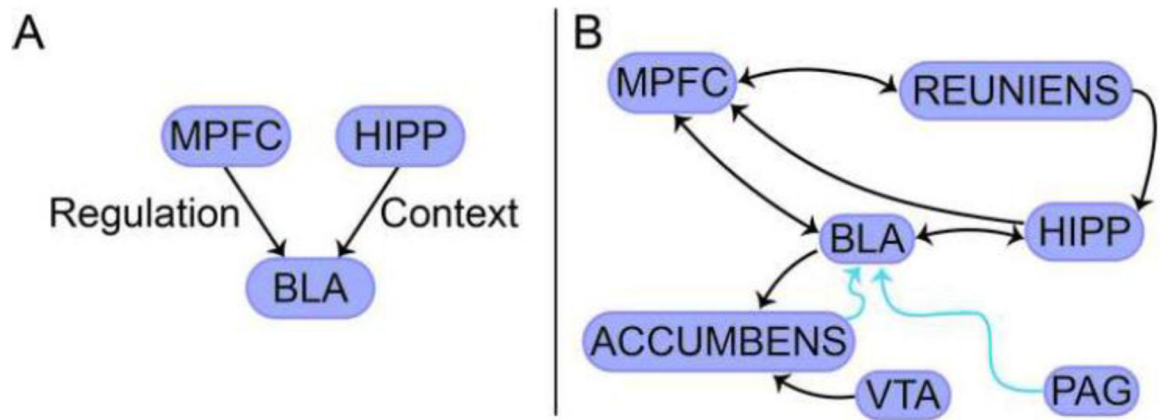 A
MPFC
HIPP
Regulation
Context
BLA
B
MPFC
REUNIENS
BLA
HIPP
ACCUMBENS
VTA
PAG